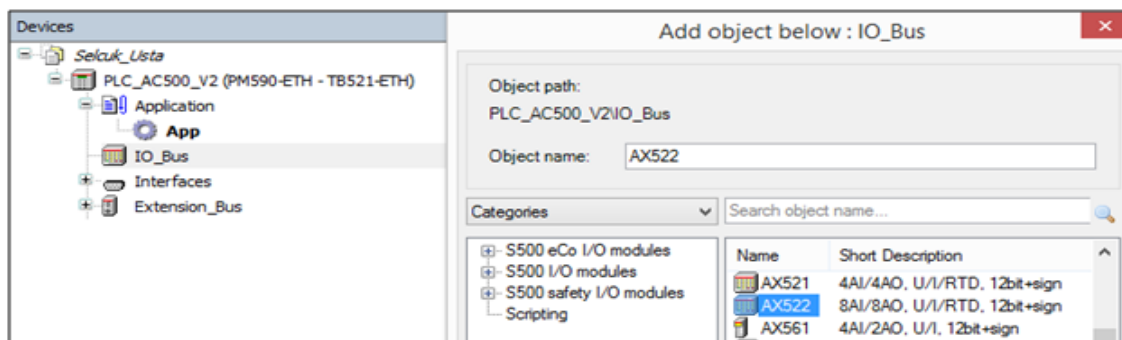 Devices
Selcuk_Usta
PLC_AC500_V2 (PM590-ETH - TB521-ETH)
Application
App
IO_Bus
Interfaces
Extension_Bus
Add object below : IO_Bus
Object path:
PLC_AC500_V2\IO_Bus
Object name: AX522
Categories Search object name...
S500 eCo I/O modules
S500 I/O modules
S500 safety I/O modules
Scripting
Name Short Description
AX521 4AI/4AO, U/I/RTD, 12bit+sign
AX522 8AI/8AO, U/I/RTD, 12bit+sign
AX561 4AI/2AO, U/I, 12bit+sign